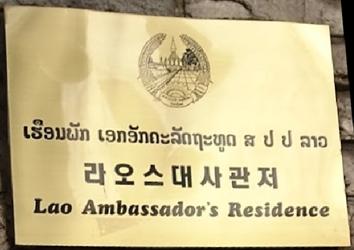 ເຮືອນພັກ ເອກອັກຄະລັດຖະທູດ ສ ປ ປ ລາວ
라오스대사관저
Lao Ambassador's Residence